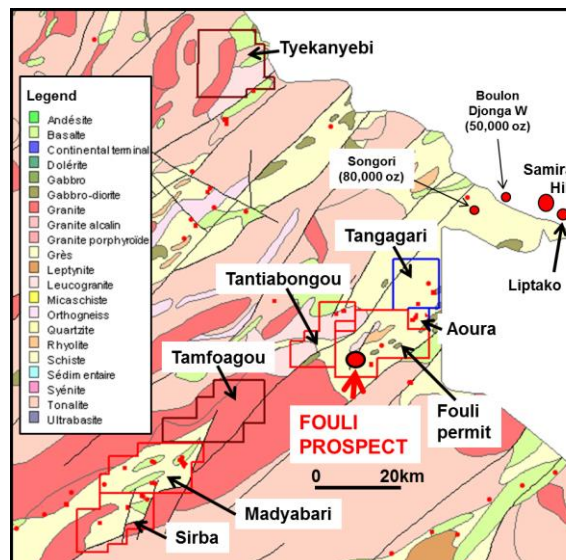 Tyekanyebi
Legend
Andésite
Basalte
Continental terminal
Dolérite
Gabbro
Gabbro-diorite
Granite
Granite alcalin
Granite porphyroïde
Grès
Leptynite
Leucogranite
Micaschiste
Orthogneiss
Quartzite
Rhyolite
Schiste
Sédim entaire
Syénite
Tonalite
Ultrabasite
Boulon
Djonga W
(50,000 oz)
Songori
(80,000 oz)
Samira
Hi
Liptako
Tangagari
Tantiabongou
Aoura
Tamfoagou
FOULI
PROSPECT
Fouli
permit
0 20km
Madyabari
Sirba